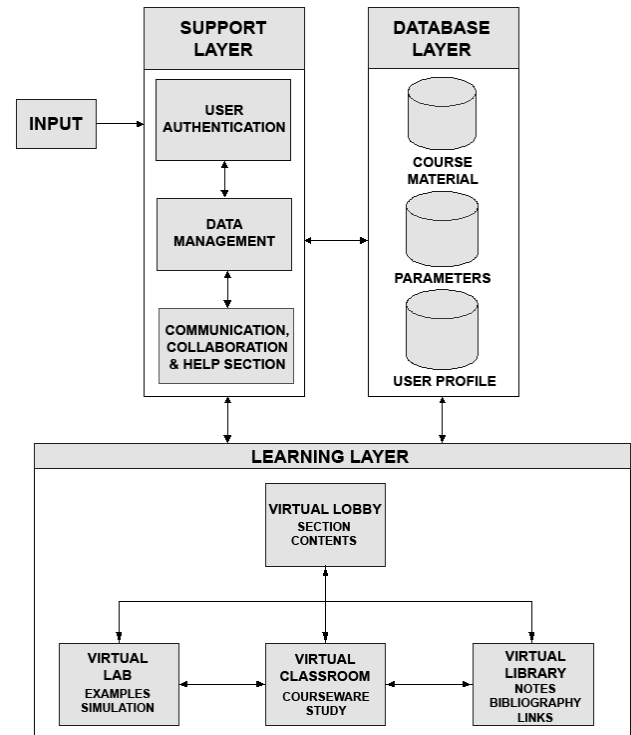 SUPPORT
LAYER
DATABASE
LAYER
INPUT
USER
AUTHENTICATION
DATA
MANAGEMENT
COMMUNICATION,
COLLABORATION
& HELP SECTION
COURSE
MATERIAL
PARAMETERS
USER PROFILE
LEARNING LAYER
VIRTUAL LOBBY
SECTION
CONTENTS
VIRTUAL
LAB
EXAMPLES
SIMULATION
VIRTUAL
CLASSROOM
COURSEWARE
STUDY
VIRTUAL
LIBRARY
NOTES
BIBLIOGRAPHY
LINKS